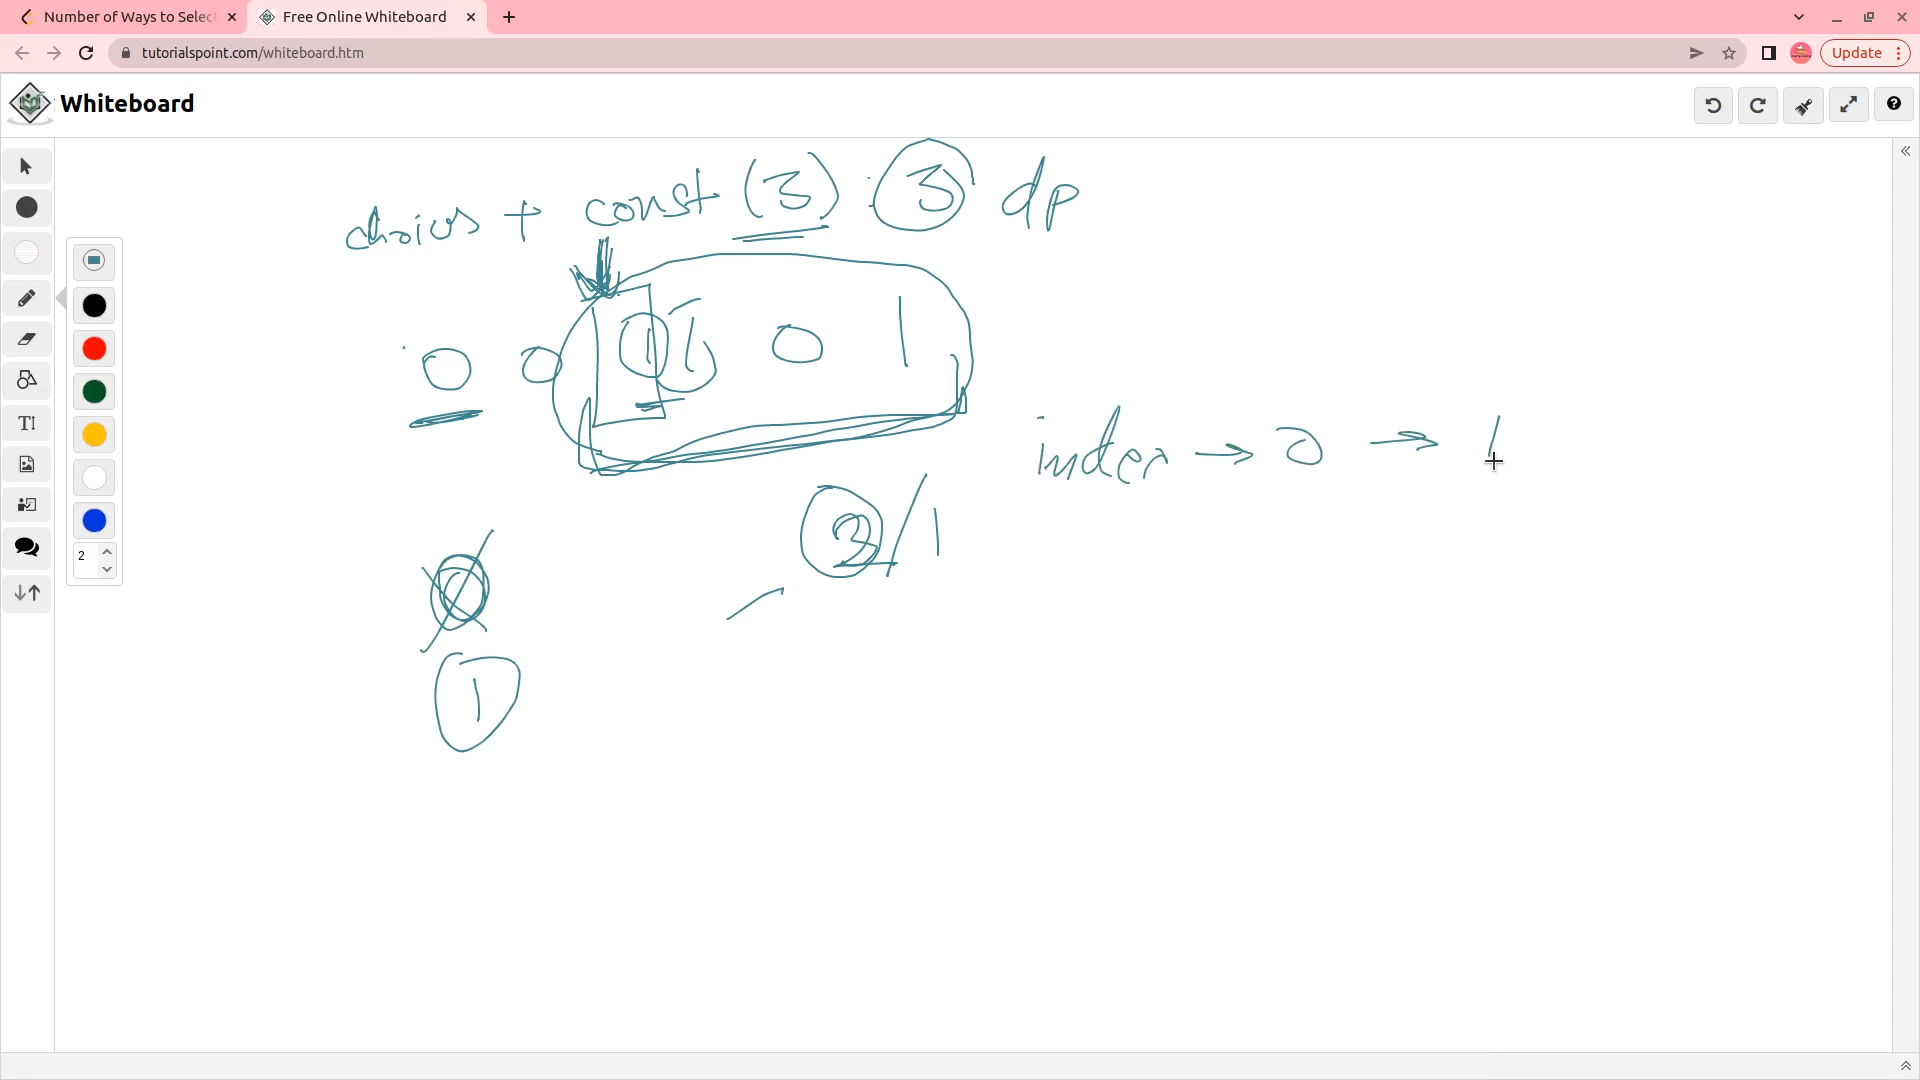 Number of Ways to Selec
Free Online Whiteboard
tutorialspoint.com/whiteboard.htm
Update
Whiteboard
choices + const (3) : 3 dp
0 0 1 1 0 1
index → 0 → 1
3/1
0
1
T
2